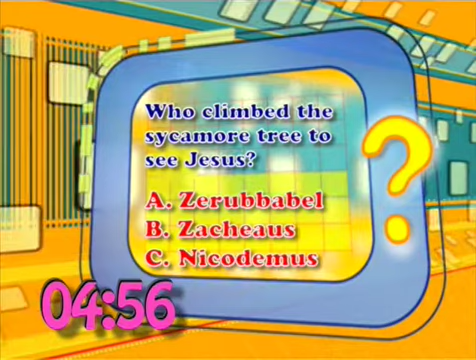 Who climbed the
sycamore tree to
see Jesus?
A. Zerubbabel
B. Zacheaus
C. Nicodemus
?
04:56